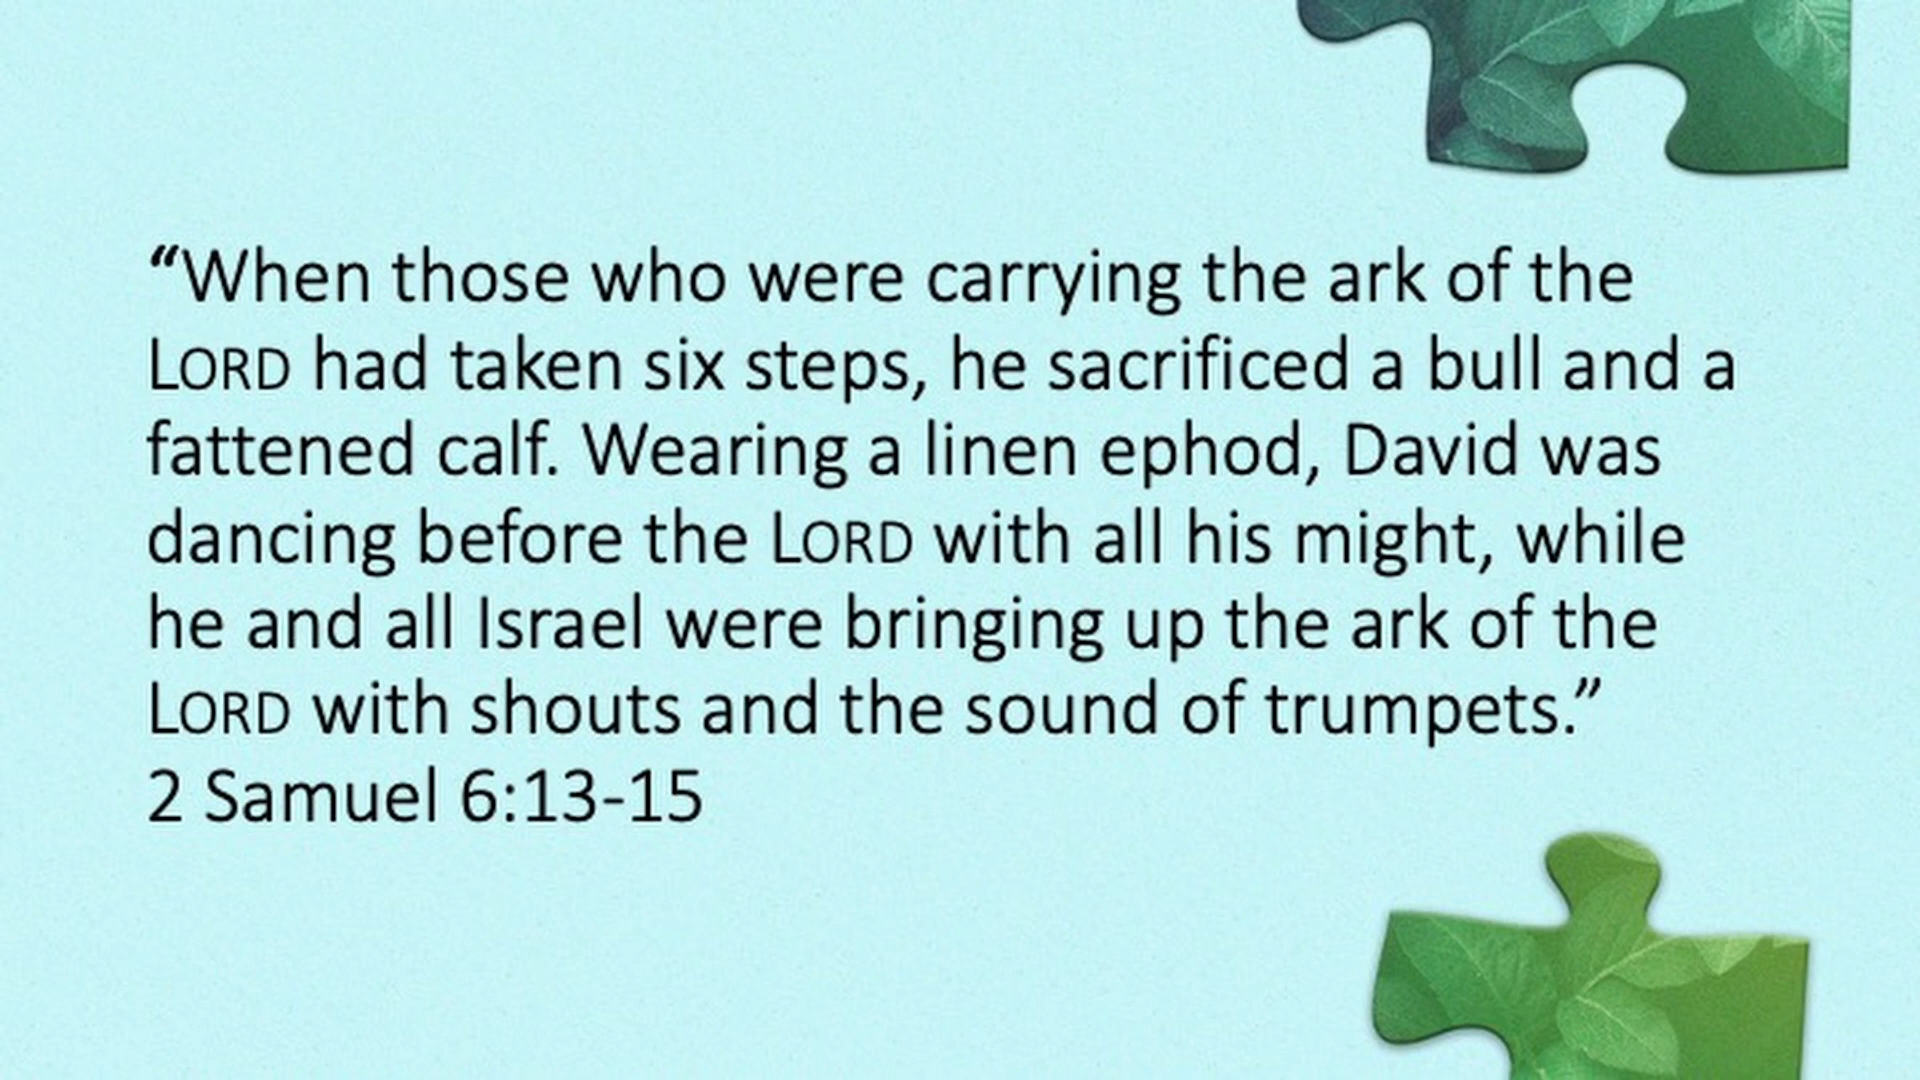 “When those who were carrying the ark of the
LORD had taken six steps, he sacrificed a bull and a
fattened calf. Wearing a linen ephod, David was
dancing before the LORD with all his might, while
he and all Israel were bringing up the ark of the
LORD with shouts and the sound of trumpets.”
2 Samuel 6:13-15